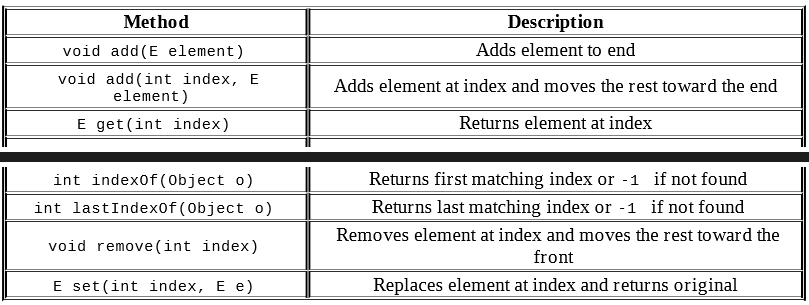 Method Description
void add(E element) Adds element to end
void add(int index, E
element) Adds element at index and moves the rest toward the end
E get(int index) Returns element at index
int indexOf(Object o) Returns first matching index or -1 if not found
int lastIndexOf(Object o) Returns last matching index or -1 if not found
void remove(int index) Removes element at index and moves the rest toward the
front
E set(int index, E e) Replaces element at index and returns original